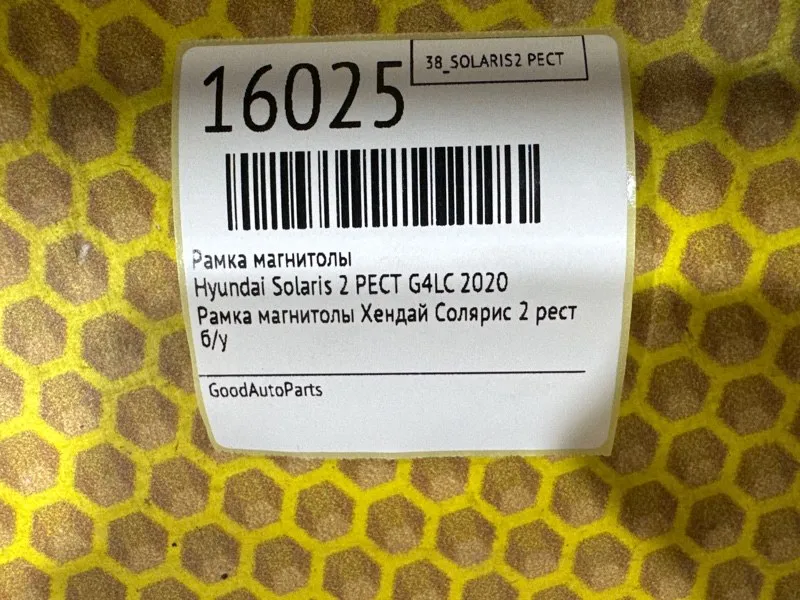 38_SOLARIS2 РЕСТ
16025
Рамка магнитолы
Hyundai Solaris 2 РЕСТ G4LC 2020
Рамка магнитолы Хендай Солярис 2 рест
б/у
GoodAutoParts